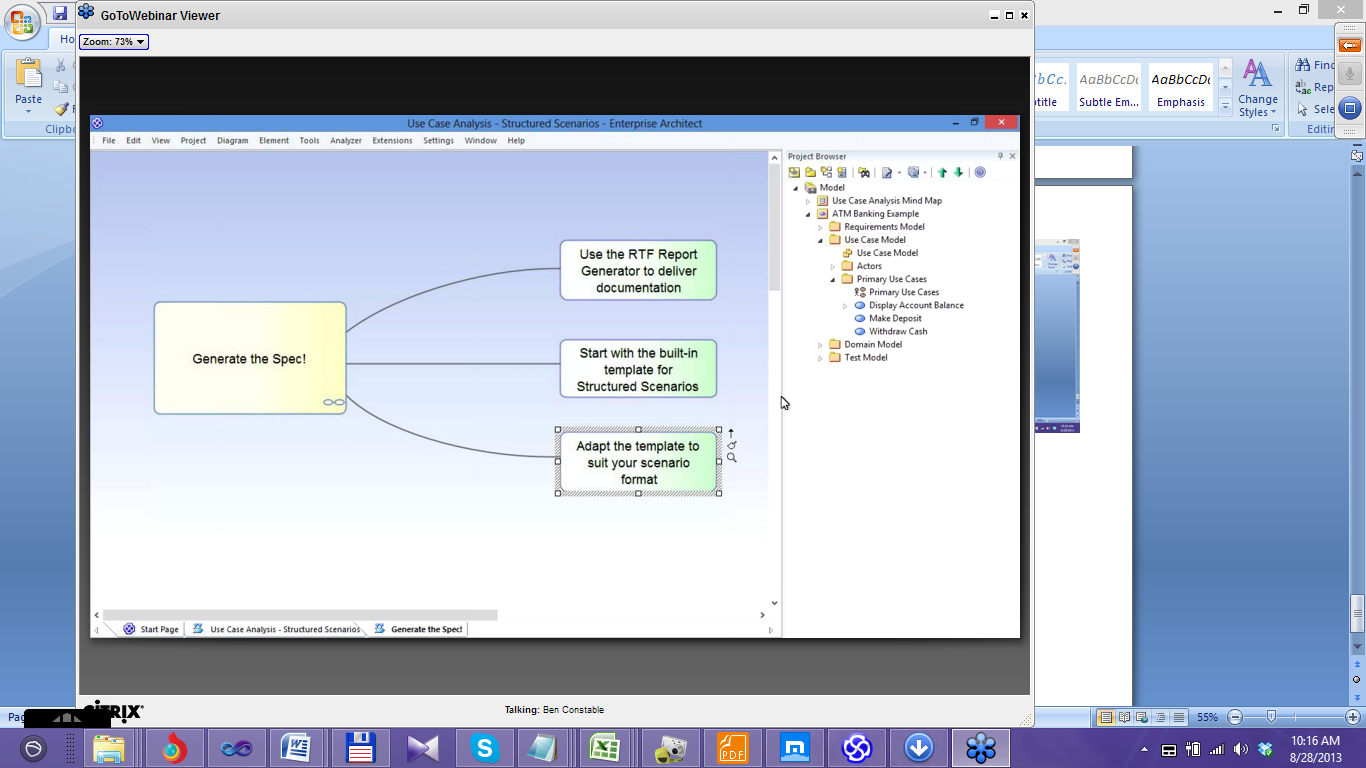 GoToWebinar Viewer
Zoom: 73%
Paste
AaBbCcD
Subtle Em...
Emphasis
Change
Styles
Use Case Analysis - Structured Scenarios - Enterprise Architect
File Edit View Project Diagram Element Tools Analyzer Extensions Settings Window Help
Project Browser
Model
Use Case Analysis Mind Map
ATM Banking Example
Requirements Model
Use Case Model
Use Case Model
Actors
Primary Use Cases
Primary Use Cases
Display Account Balance
Make Deposit
Withdraw Cash
Domain Model
Test Model
Generate the Spec!
Use the RTF Report
Generator to deliver
documentation
Start with the built-in
template for
Structured Scenarios
Adapt the template to
suit your scenario
format
Start Page
Use Case Analysis - Structured Scenarios
Generate the Spec!
Talking: Ben Constable
55%
PDF
10:16 AM
8/28/2013